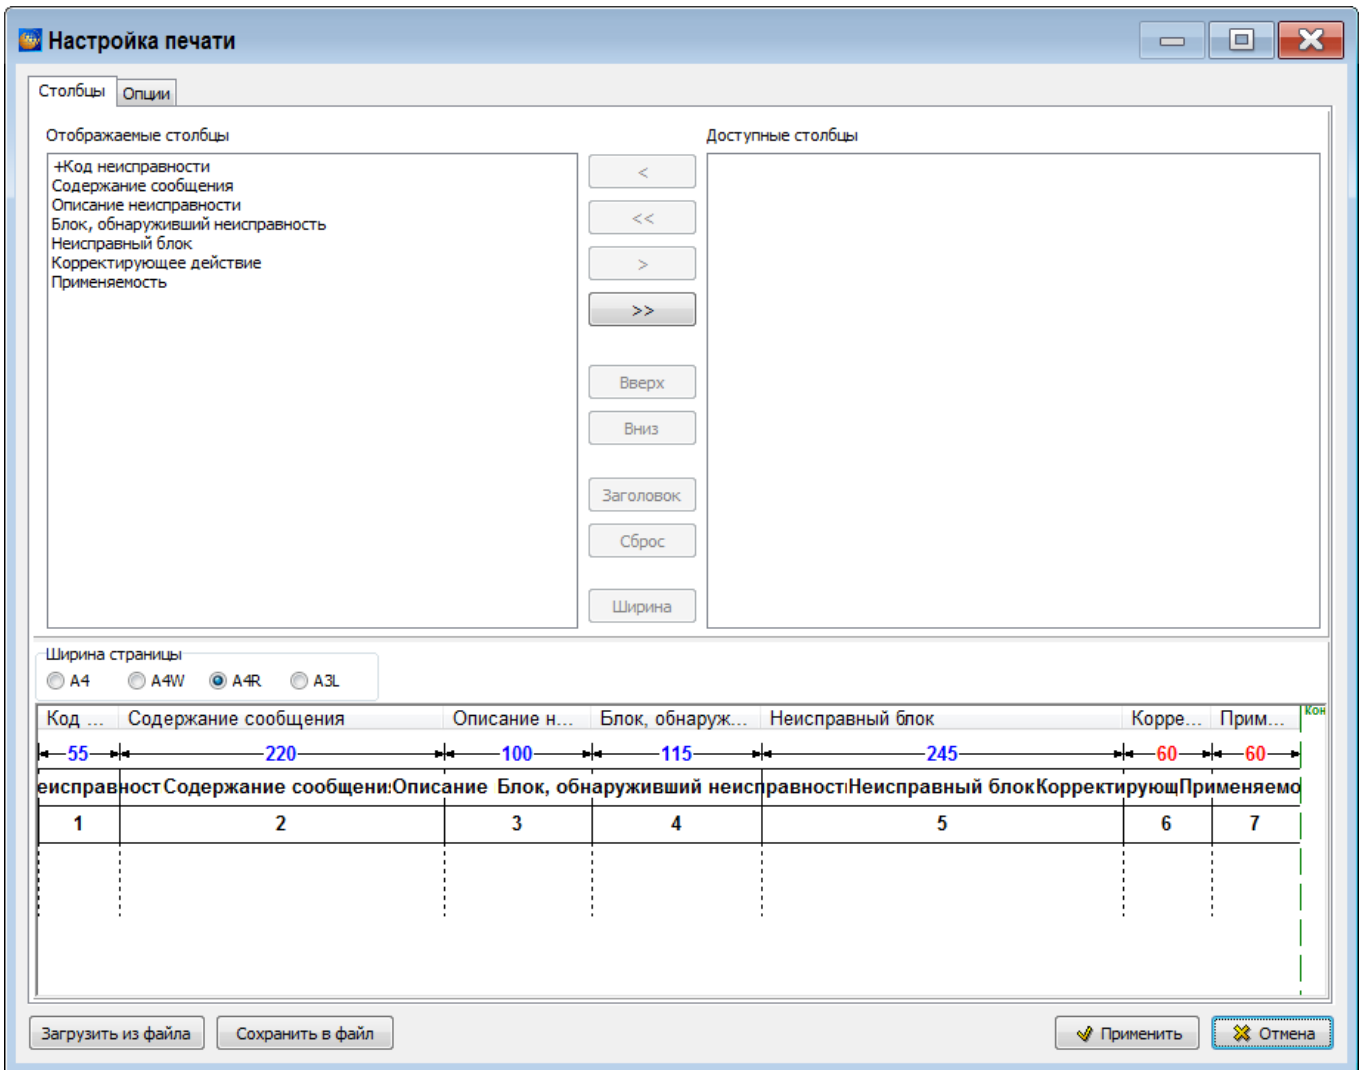 Настройка печати
Столбцы Опции
Отображаемые столбцы
Доступные столбцы
+Код неисправности
Содержание сообщения
Описание неисправности
Блок, обнаруживший неисправность
Неисправный блок
Корректирующее действие
Применяемость
<
<<
>
>>
Вверх
Вниз
Заголовок
Сброс
Ширина
Ширина страницы
A4 A4W A4R A3L
Код ... Содержание сообщения Описание н... Блок, обнаруж... Неисправный блок Корре... Прим... Кон
55 220 100 115 245 60 60
еисправност Содержание сообщени Описание Блок, обнаруживший неисправност Неисправный блок Корректирующ Применяемо
1 2 3 4 5 6 7
Загрузить из файла Сохранить в файл Применить Отмена